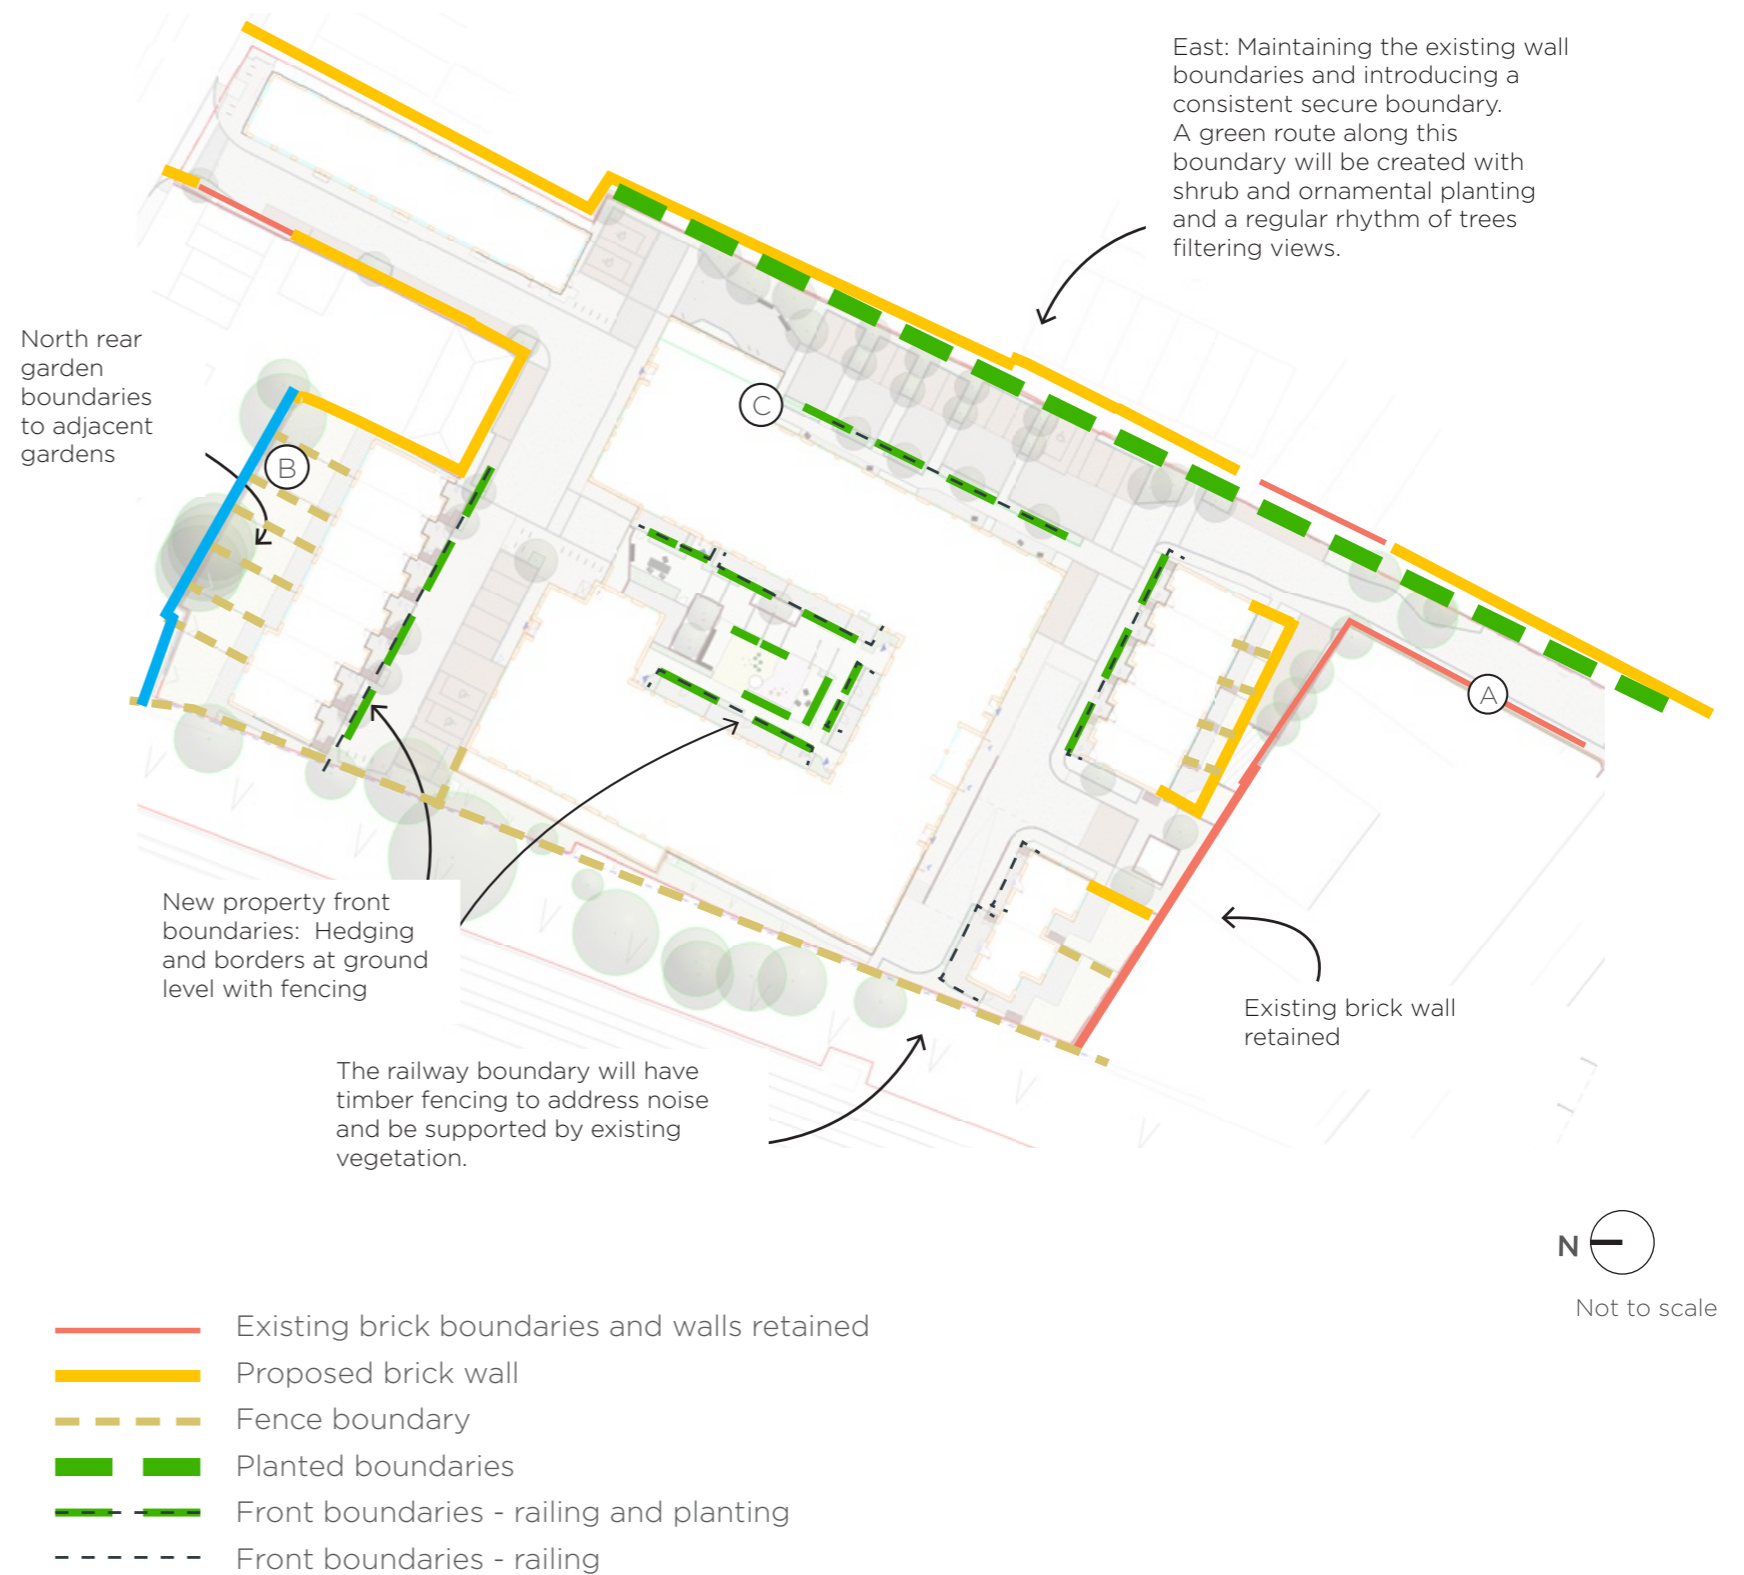 East: Maintaining the existing wall
boundaries and introducing a
consistent secure boundary.
A green route along this
boundary will be created with
shrub and ornamental planting
and a regular rhythm of trees
filtering views.
North rear
garden
boundaries
to adjacent
gardens
C
B
A
New property front
boundaries: Hedging
and borders at ground
level with fencing
Existing brick wall
retained
The railway boundary will have
timber fencing to address noise
and be supported by existing
vegetation.
N
Not to scale
Existing brick boundaries and walls retained
Proposed brick wall
Fence boundary
Planted boundaries
Front boundaries - railing and planting
Front boundaries - railing